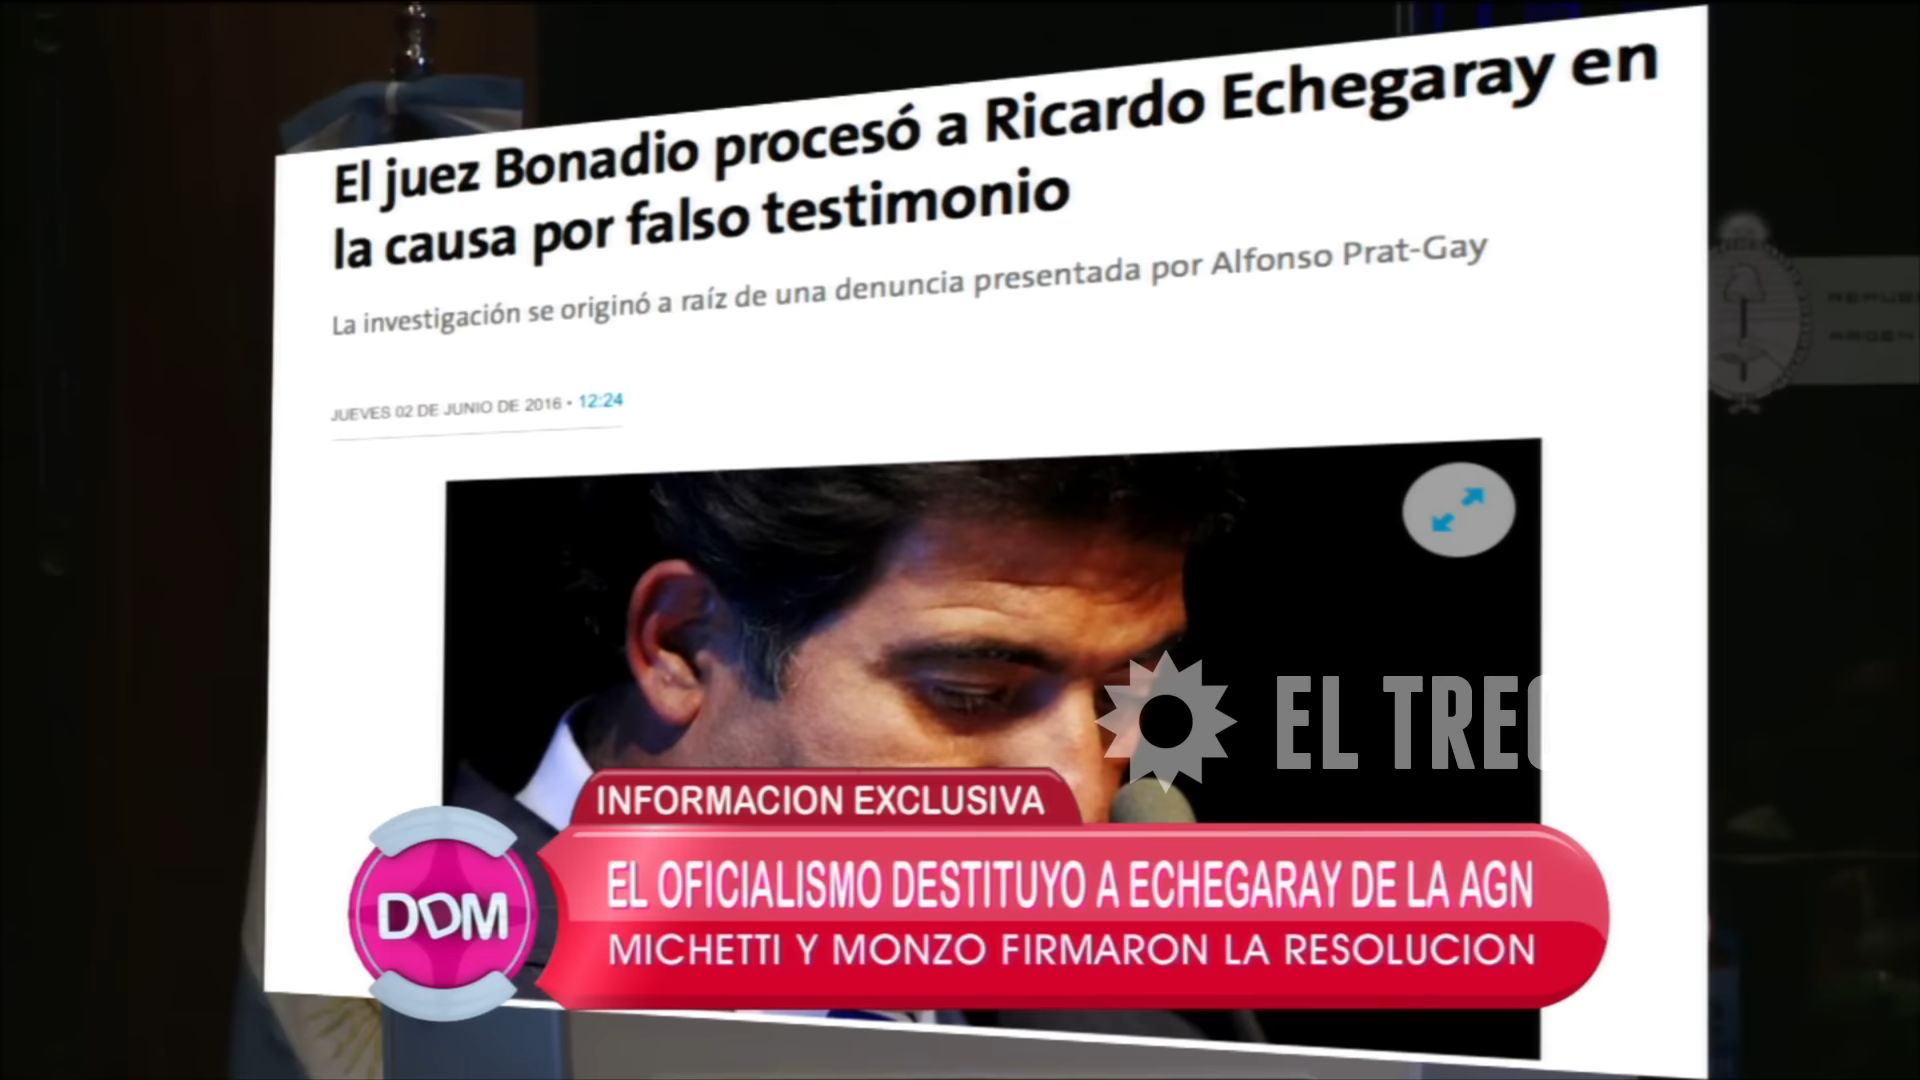 El juez Bonadio procesó a Ricardo Echegaray en
la causa por falso testimonio
La investigación se originó a raíz de una denuncia presentada por Alfonso Prat-Gay
JUEVES 02 DE JUNIO DE 2016 • 12:24
EL TREC
INFORMACION EXCLUSIVA
EL OFICIALISMO DESTITUYO A ECHEGARAY DE LA AGN
DDM
MICHETTI Y MONZO FIRMARON LA RESOLUCION